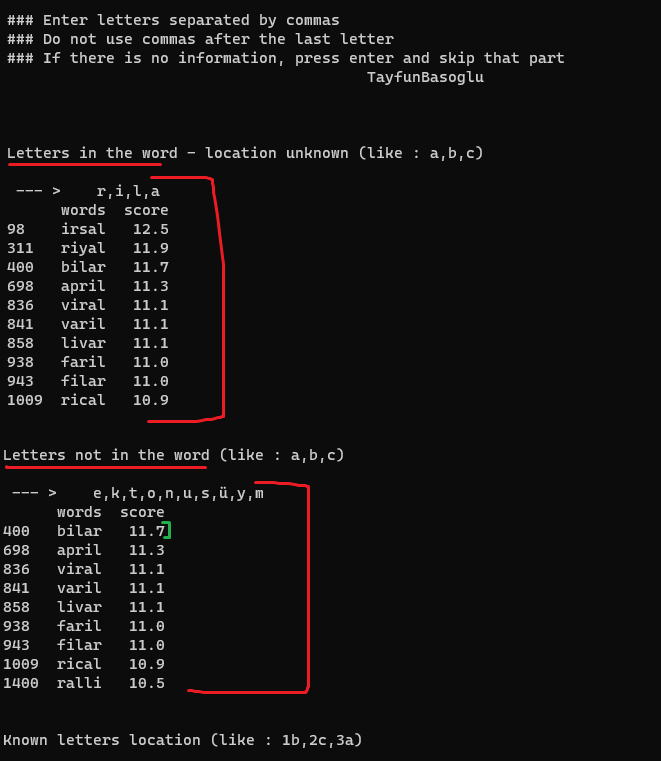 ### Enter letters separated by commas
### Do not use commas after the last letter
### If there is no information, press enter and skip that part
TayfunBasoglu
Letters in the word - location unknown (like : a,b,c)
--- > r,i,l,a
words score
98 irsal 12.5
311 riyal 11.9
400 bilar 11.7
698 april 11.3
836 viral 11.1
841 varil 11.1
858 livar 11.1
938 faril 11.0
943 filar 11.0
1009 rical 10.9
Letters not in the word (like : a,b,c)
--- > e,k,t,o,n,u,s,ü,y,m
words score
400 bilar 11.7
698 april 11.3
836 viral 11.1
841 varil 11.1
858 livar 11.1
938 faril 11.0
943 filar 11.0
1009 rical 10.9
1400 ralli 10.5
Known letters location (like : 1b,2c,3a)